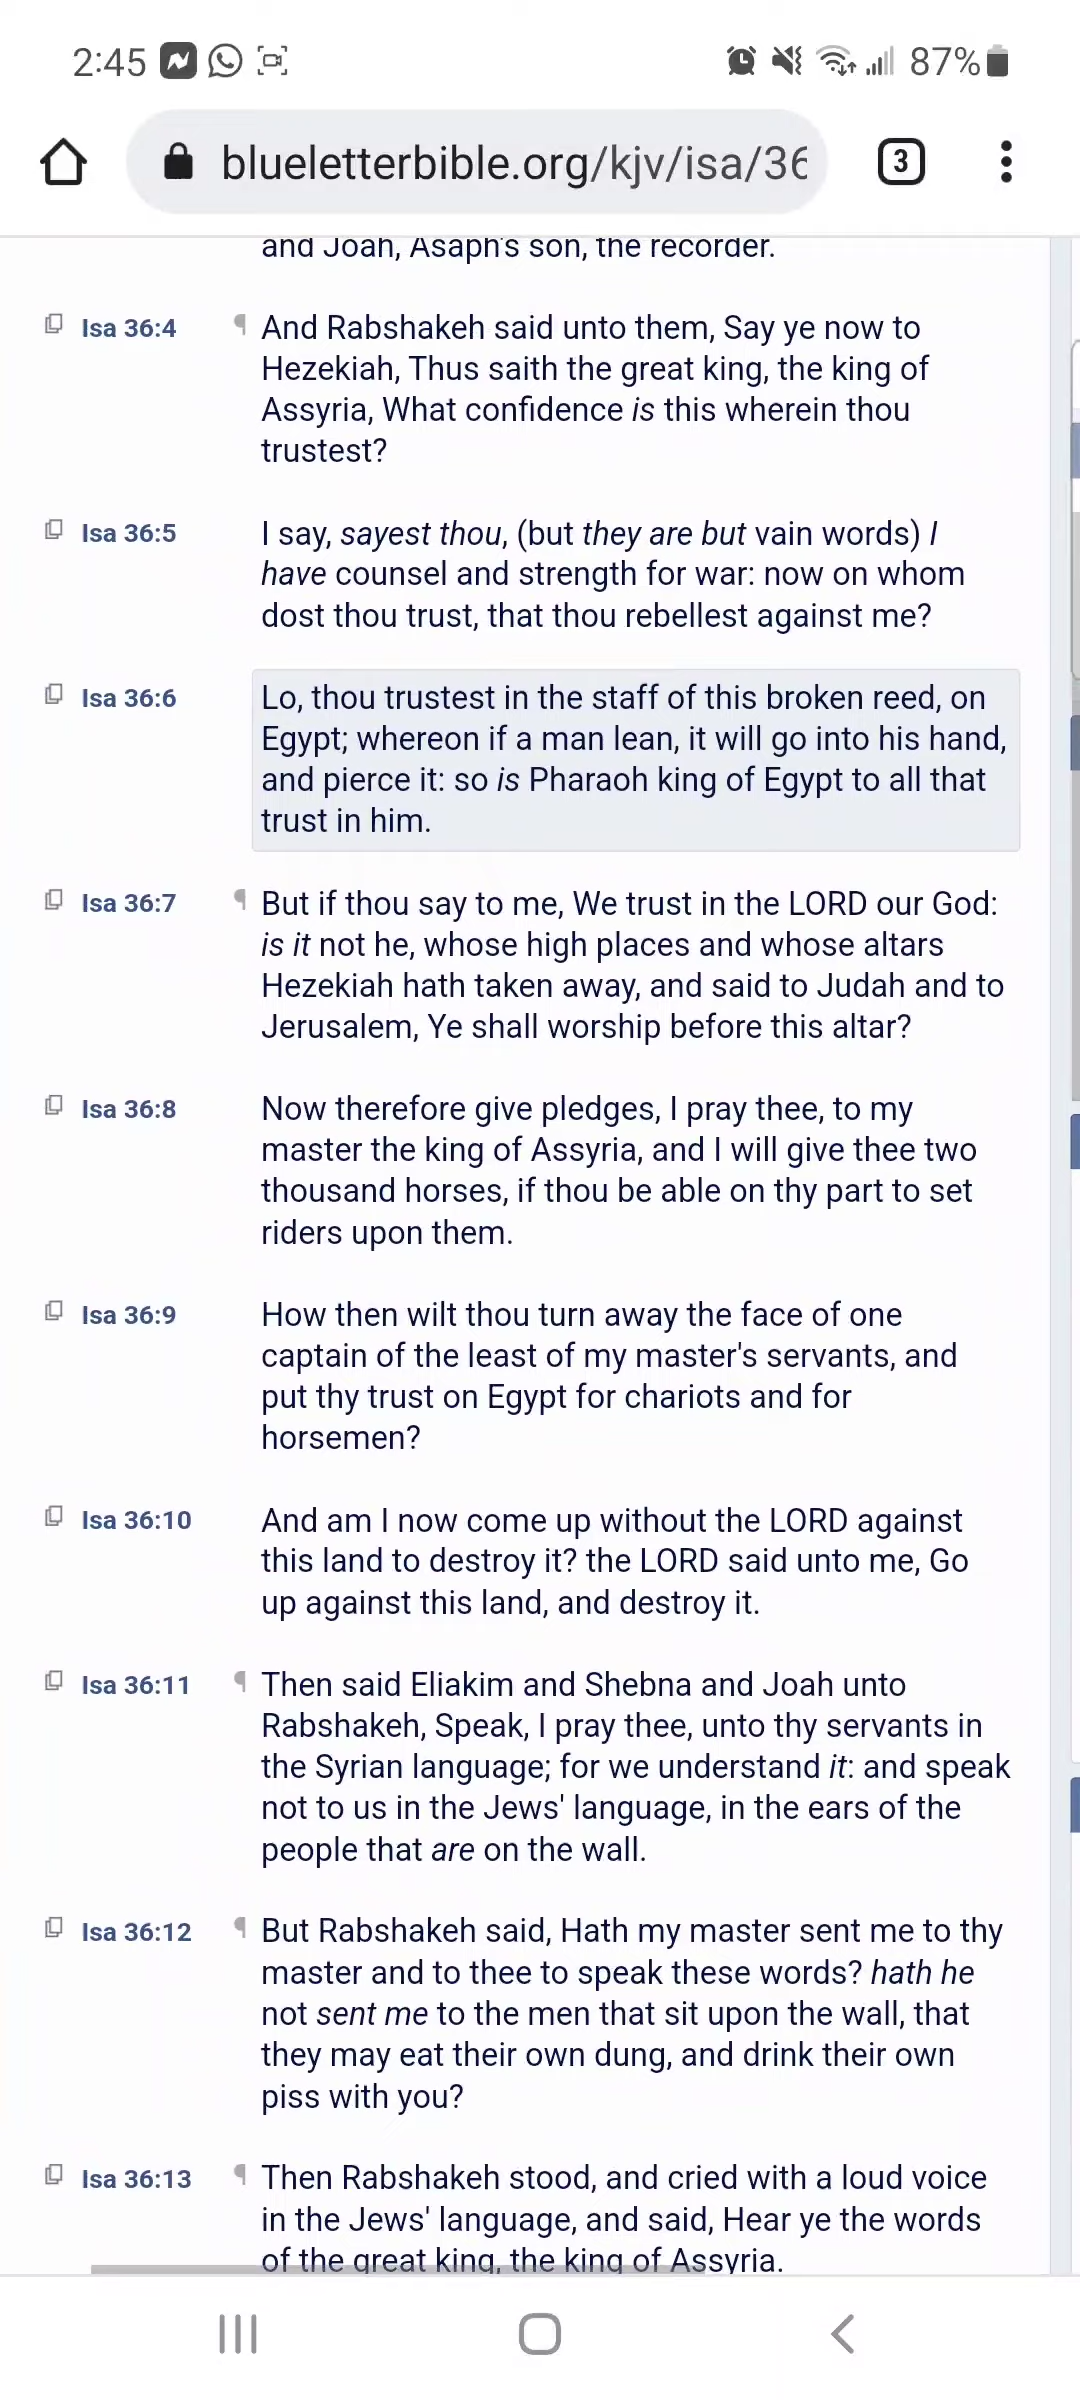 2:45
87%
blueletterbible.org/kjv/isa/36
3
and Joah, Asaph's son, the recorder.
Isa 36:4 ¶ And Rabshakeh said unto them, Say ye now to
Hezekiah, Thus saith the great king, the king of
Assyria, What confidence is this wherein thou
trustest?
Isa 36:5 I say, sayest thou, (but they are but vain words) I
have counsel and strength for war: now on whom
dost thou trust, that thou rebellest against me?
Isa 36:6 Lo, thou trustest in the staff of this broken reed, on
Egypt; whereon if a man lean, it will go into his hand,
and pierce it: so is Pharaoh king of Egypt to all that
trust in him.
Isa 36:7 ¶ But if thou say to me, We trust in the LORD our God:
is it not he, whose high places and whose altars
Hezekiah hath taken away, and said to Judah and to
Jerusalem, Ye shall worship before this altar?
Isa 36:8 Now therefore give pledges, I pray thee, to my
master the king of Assyria, and I will give thee two
thousand horses, if thou be able on thy part to set
riders upon them.
Isa 36:9 How then wilt thou turn away the face of one
captain of the least of my master's servants, and
put thy trust on Egypt for chariots and for
horsemen?
Isa 36:10 And am I now come up without the LORD against
this land to destroy it? the LORD said unto me, Go
up against this land, and destroy it.
Isa 36:11 ¶ Then said Eliakim and Shebna and Joah unto
Rabshakeh, Speak, I pray thee, unto thy servants in
the Syrian language; for we understand it: and speak
not to us in the Jews' language, in the ears of the
people that are on the wall.
Isa 36:12 ¶ But Rabshakeh said, Hath my master sent me to thy
master and to thee to speak these words? hath he
not sent me to the men that sit upon the wall, that
they may eat their own dung, and drink their own
piss with you?
Isa 36:13 ¶ Then Rabshakeh stood, and cried with a loud voice
in the Jews' language, and said, Hear ye the words
of the great king, the king of Assyria.